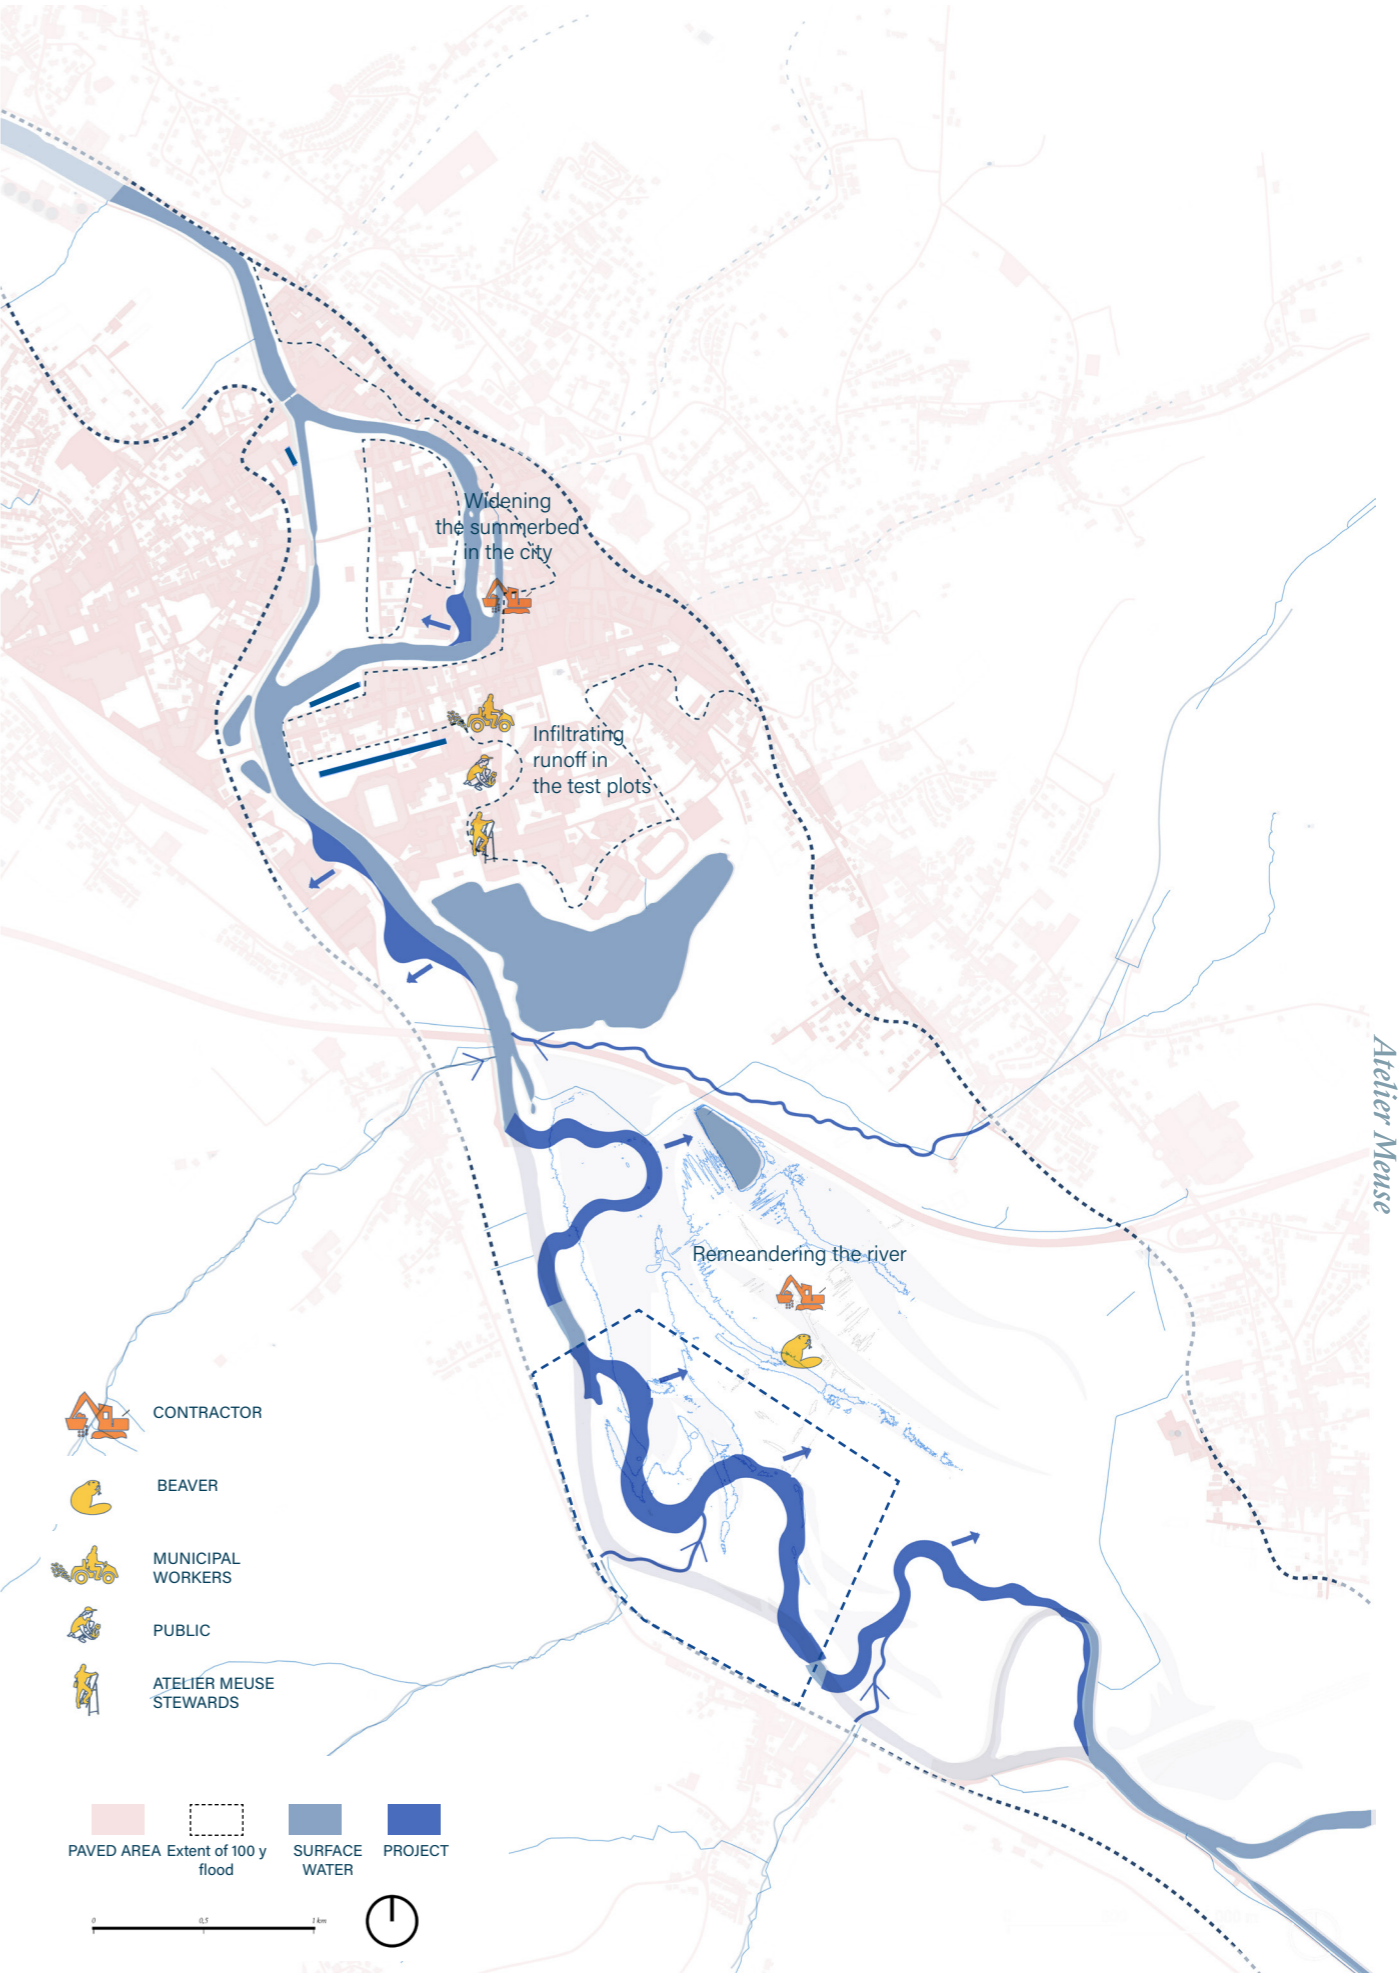 Widening
the summerbed
in the city
Infiltrating
runoff in
the test plots
Atelier Meuse
Remeandering the river
CONTRACTOR
BEAVER
MUNICIPAL
WORKERS
PUBLIC
ATELIER MEUSE
STEWARDS
PAVED AREA
Extent of 100 y
flood
SURFACE
WATER
PROJECT
0
0,5
1 km